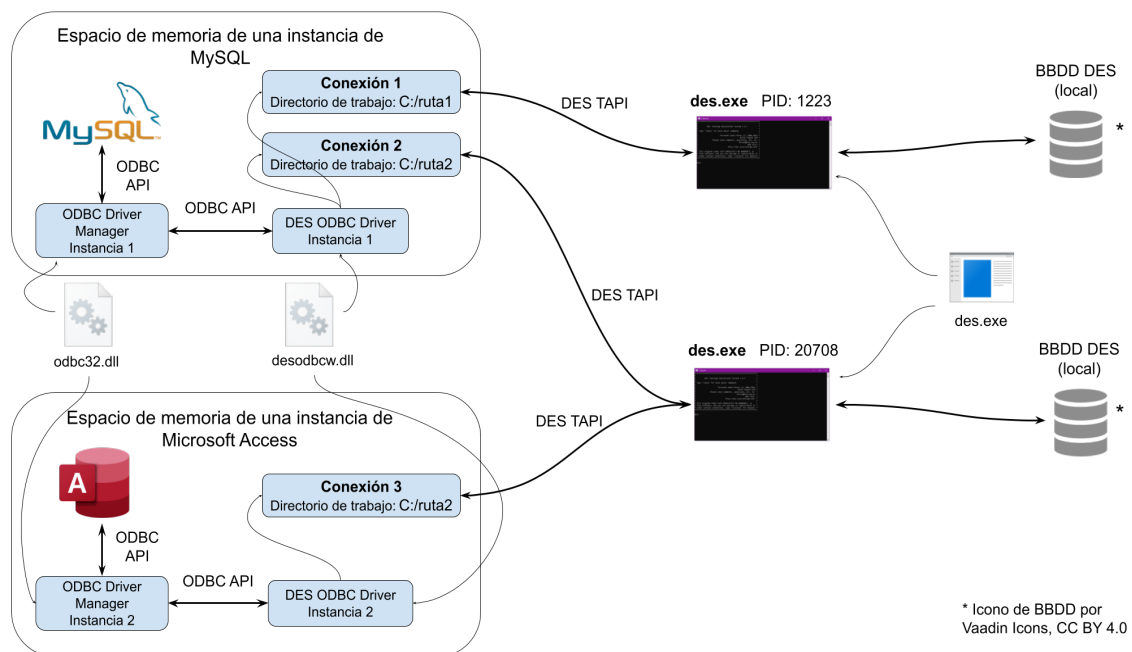 Espacio de memoria de una instancia de
MySQL
MySQL™
ODBC
API
ODBC Driver
Manager
Instancia 1
ODBC API
Conexión 1
Directorio de trabajo: C:/ruta1
Conexión 2
Directorio de trabajo: C:/ruta2
DES ODBC Driver
Instancia 1
odbc32.dll
desodbcw.dll
DES TAPI
des.exe PID: 1223
BBDD DES
(local)
*
DES TAPI
des.exe
des.exe PID: 20708
BBDD DES
(local)
*
DES TAPI
Espacio de memoria de una instancia de
Microsoft Access
A
ODBC
API
ODBC Driver
Manager
Instancia 2
ODBC API
Conexión 3
Directorio de trabajo: C:/ruta2
DES ODBC Driver
Instancia 2
* Icono de BBDD por
Vaadin Icons, CC BY 4.0